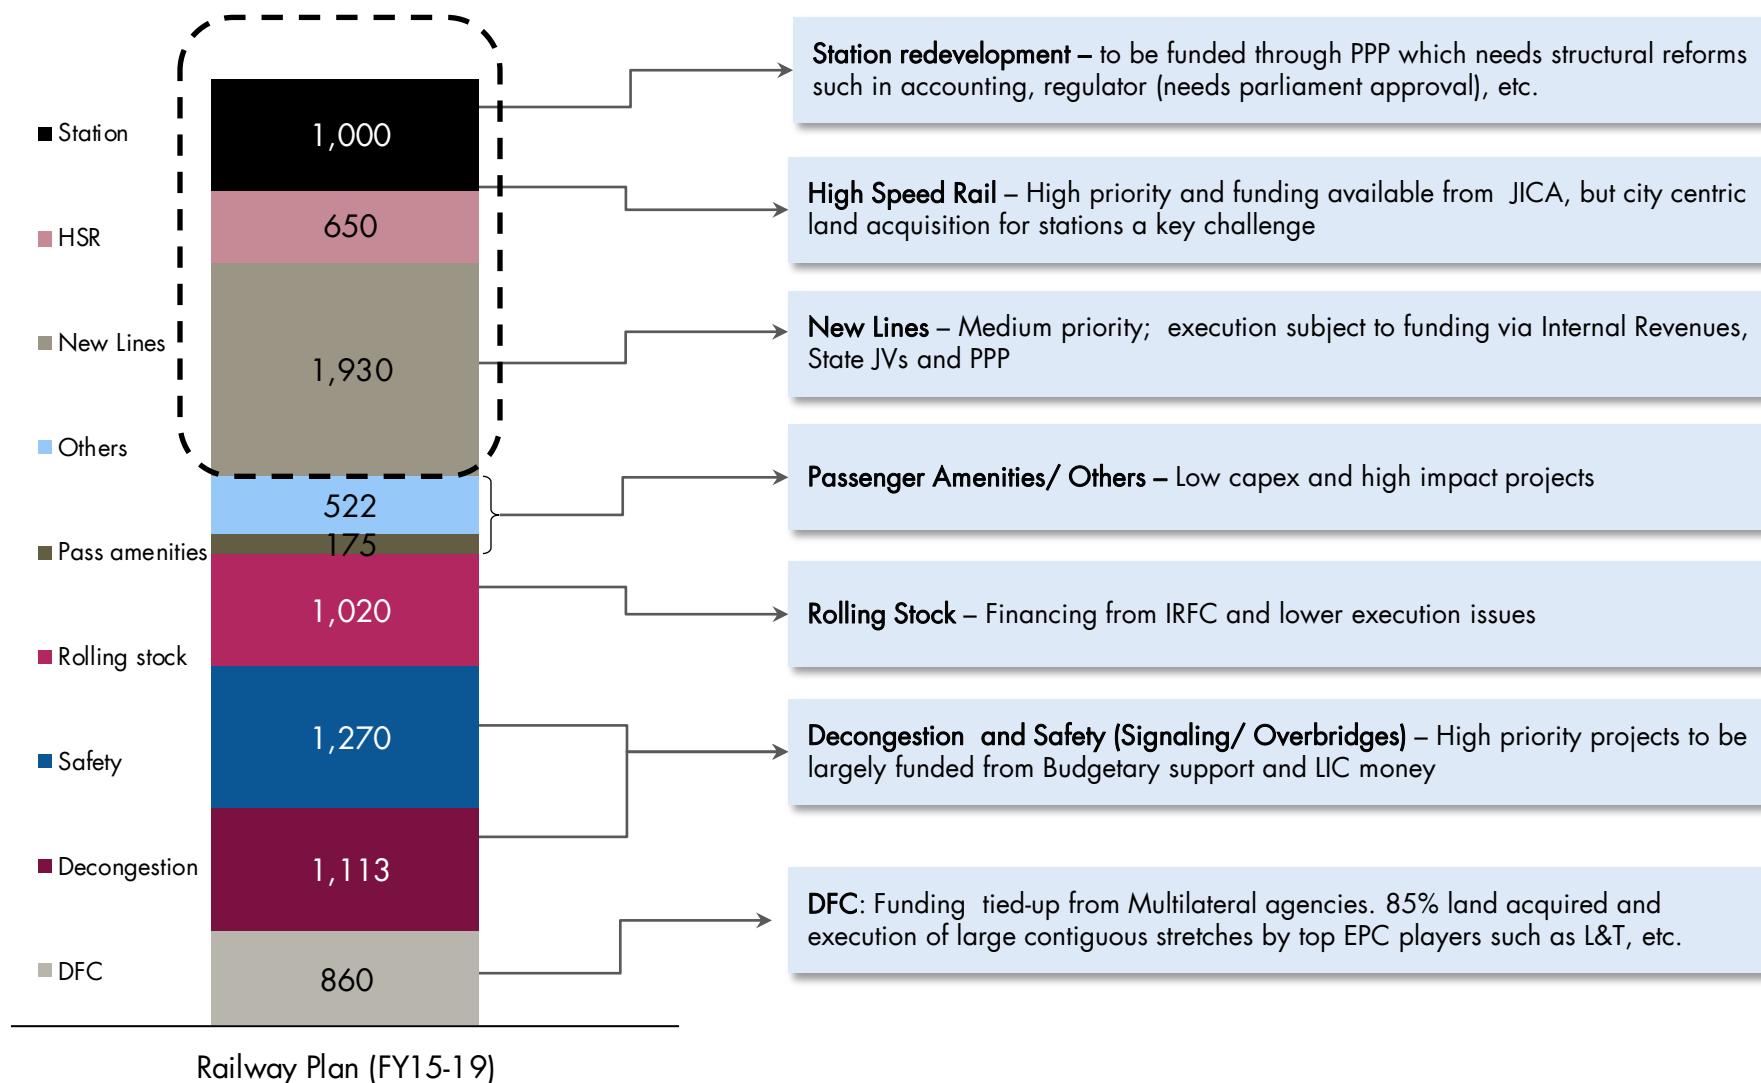 Station
HSR
New Lines
Others
Pass amenities
Rolling stock
Safety
Decongestion
DFC
1,000
650
1,930
522
175
1,020
1,270
1,113
860
Railway Plan (FY15-19)
Station redevelopment – to be funded through PPP which needs structural reforms
such in accounting, regulator (needs parliament approval), etc.
High Speed Rail – High priority and funding available from JICA, but city centric
land acquisition for stations a key challenge
New Lines – Medium priority; execution subject to funding via Internal Revenues,
State JVs and PPP
Passenger Amenities/ Others – Low capex and high impact projects
Rolling Stock – Financing from IRFC and lower execution issues
Decongestion and Safety (Signaling/ Overbridges) – High priority projects to be
largely funded from Budgetary support and LIC money
DFC: Funding tied-up from Multilateral agencies. 85% land acquired and
execution of large contiguous stretches by top EPC players such as L&T, etc.